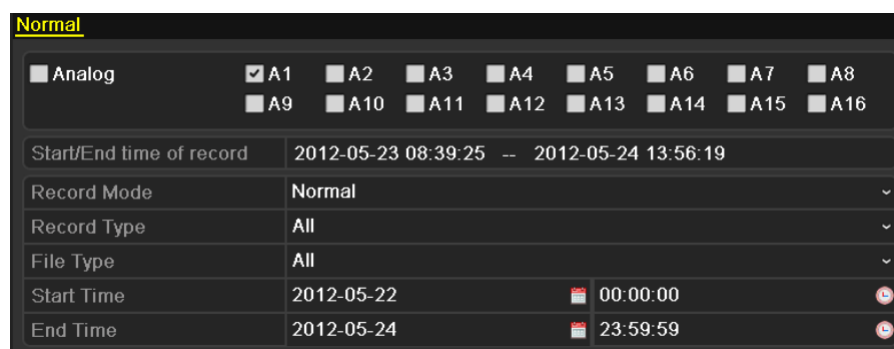 Normal
Analog A1 A2 A3 A4 A5 A6 A7 A8
A9 A10 A11 A12 A13 A14 A15 A16
Start/End time of record 2012-05-23 08:39:25 -- 2012-05-24 13:56:19
Record Mode Normal
Record Type All
File Type All
Start Time 2012-05-22 00:00:00
End Time 2012-05-24 23:59:59